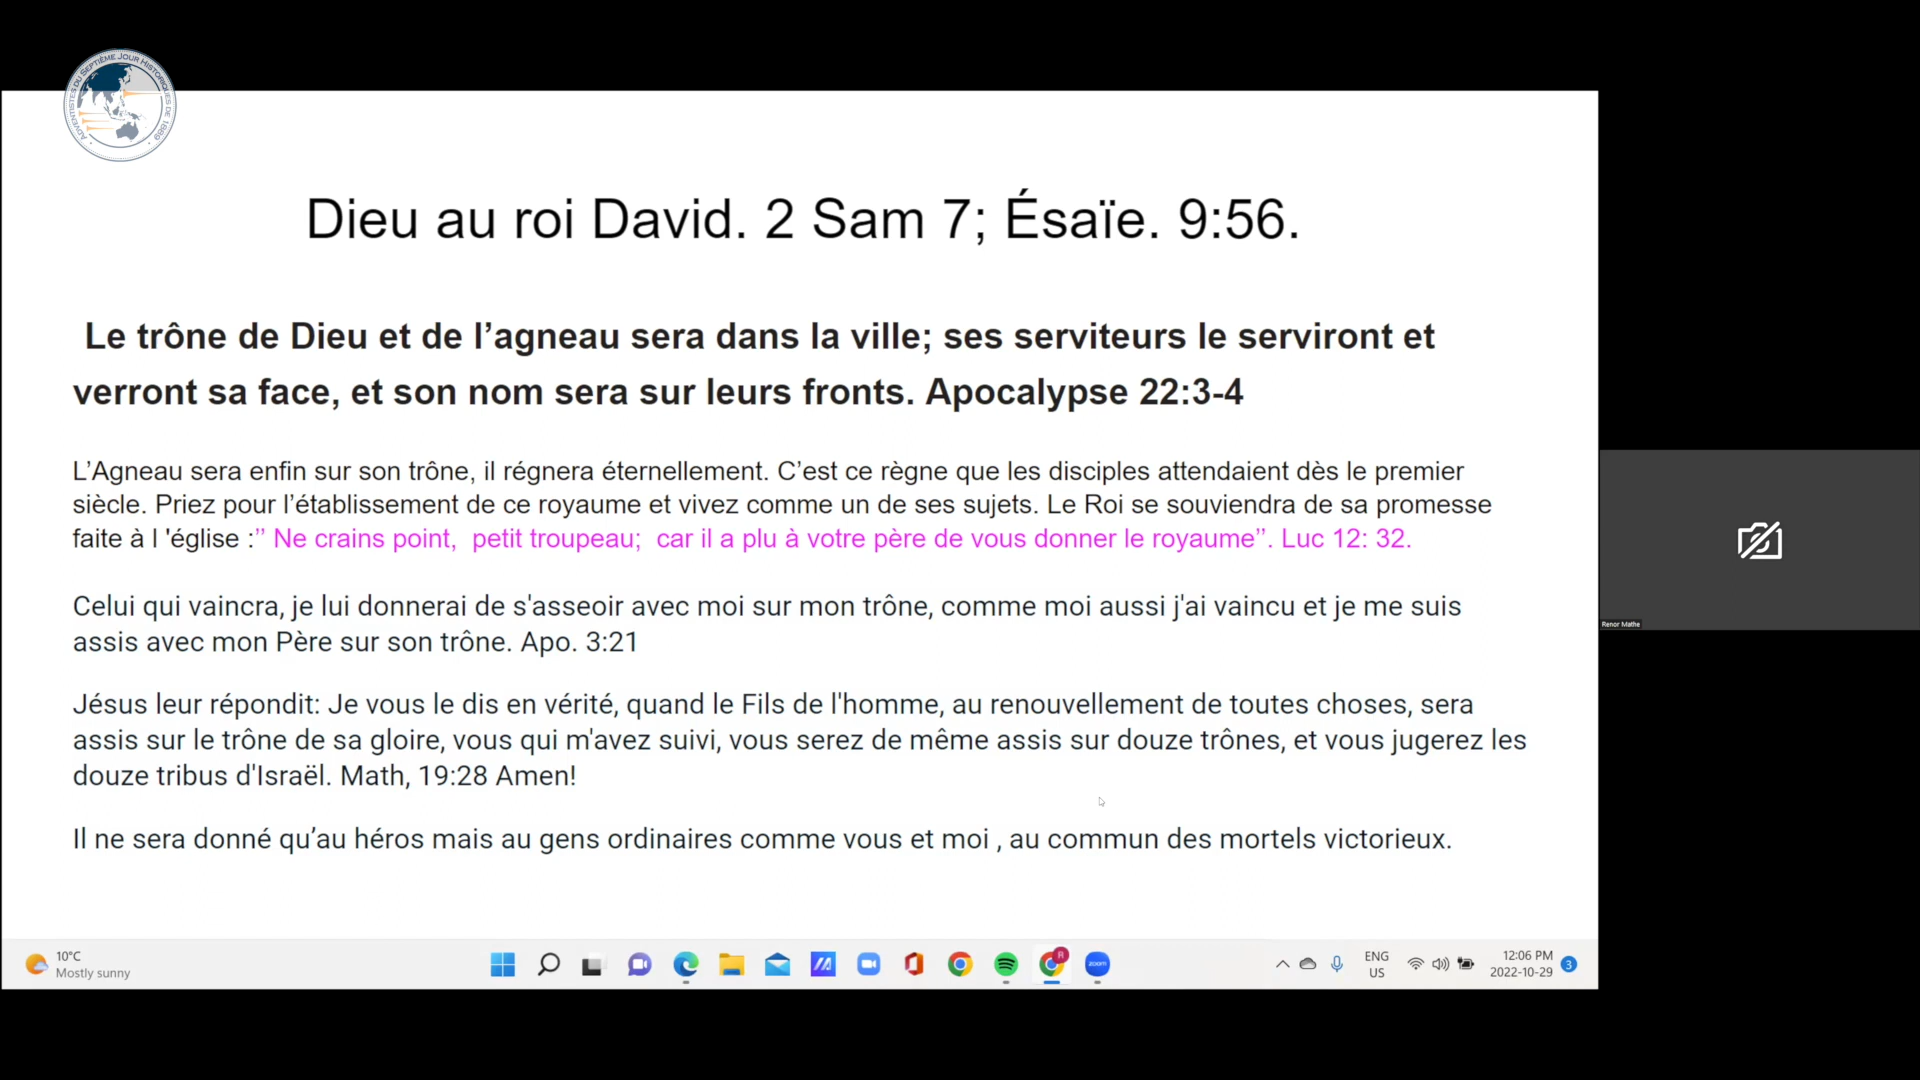 ADVENTISTES DU SEPTIÈME JOUR HISTORIQUES DE 1889
Dieu au roi David. 2 Sam 7; Ésaïe. 9:56.
Le trône de Dieu et de l’agneau sera dans la ville; ses serviteurs le serviront et
verront sa face, et son nom sera sur leurs fronts. Apocalypse 22:3-4
L’Agneau sera enfin sur son trône, il régnera éternellement. C’est ce règne que les disciples attendaient dès le premier
siècle. Priez pour l’établissement de ce royaume et vivez comme un de ses sujets. Le Roi se souviendra de sa promesse
faite à l 'église :’’ Ne crains point, petit troupeau; car il a plu à votre père de vous donner le royaume’’. Luc 12: 32.
Celui qui vaincra, je lui donnerai de s'asseoir avec moi sur mon trône, comme moi aussi j'ai vaincu et je me suis
assis avec mon Père sur son trône. Apo. 3:21
Jésus leur répondit: Je vous le dis en vérité, quand le Fils de l'homme, au renouvellement de toutes choses, sera
assis sur le trône de sa gloire, vous qui m'avez suivi, vous serez de même assis sur douze trônes, et vous jugerez les
douze tribus d'Israël. Math, 19:28 Amen!
Il ne sera donné qu’au héros mais au gens ordinaires comme vous et moi , au commun des mortels victorieux.
Renor Mathe
10°C
Mostly sunny
R
zoom
ENG
US
12:06 PM
2022-10-29
3